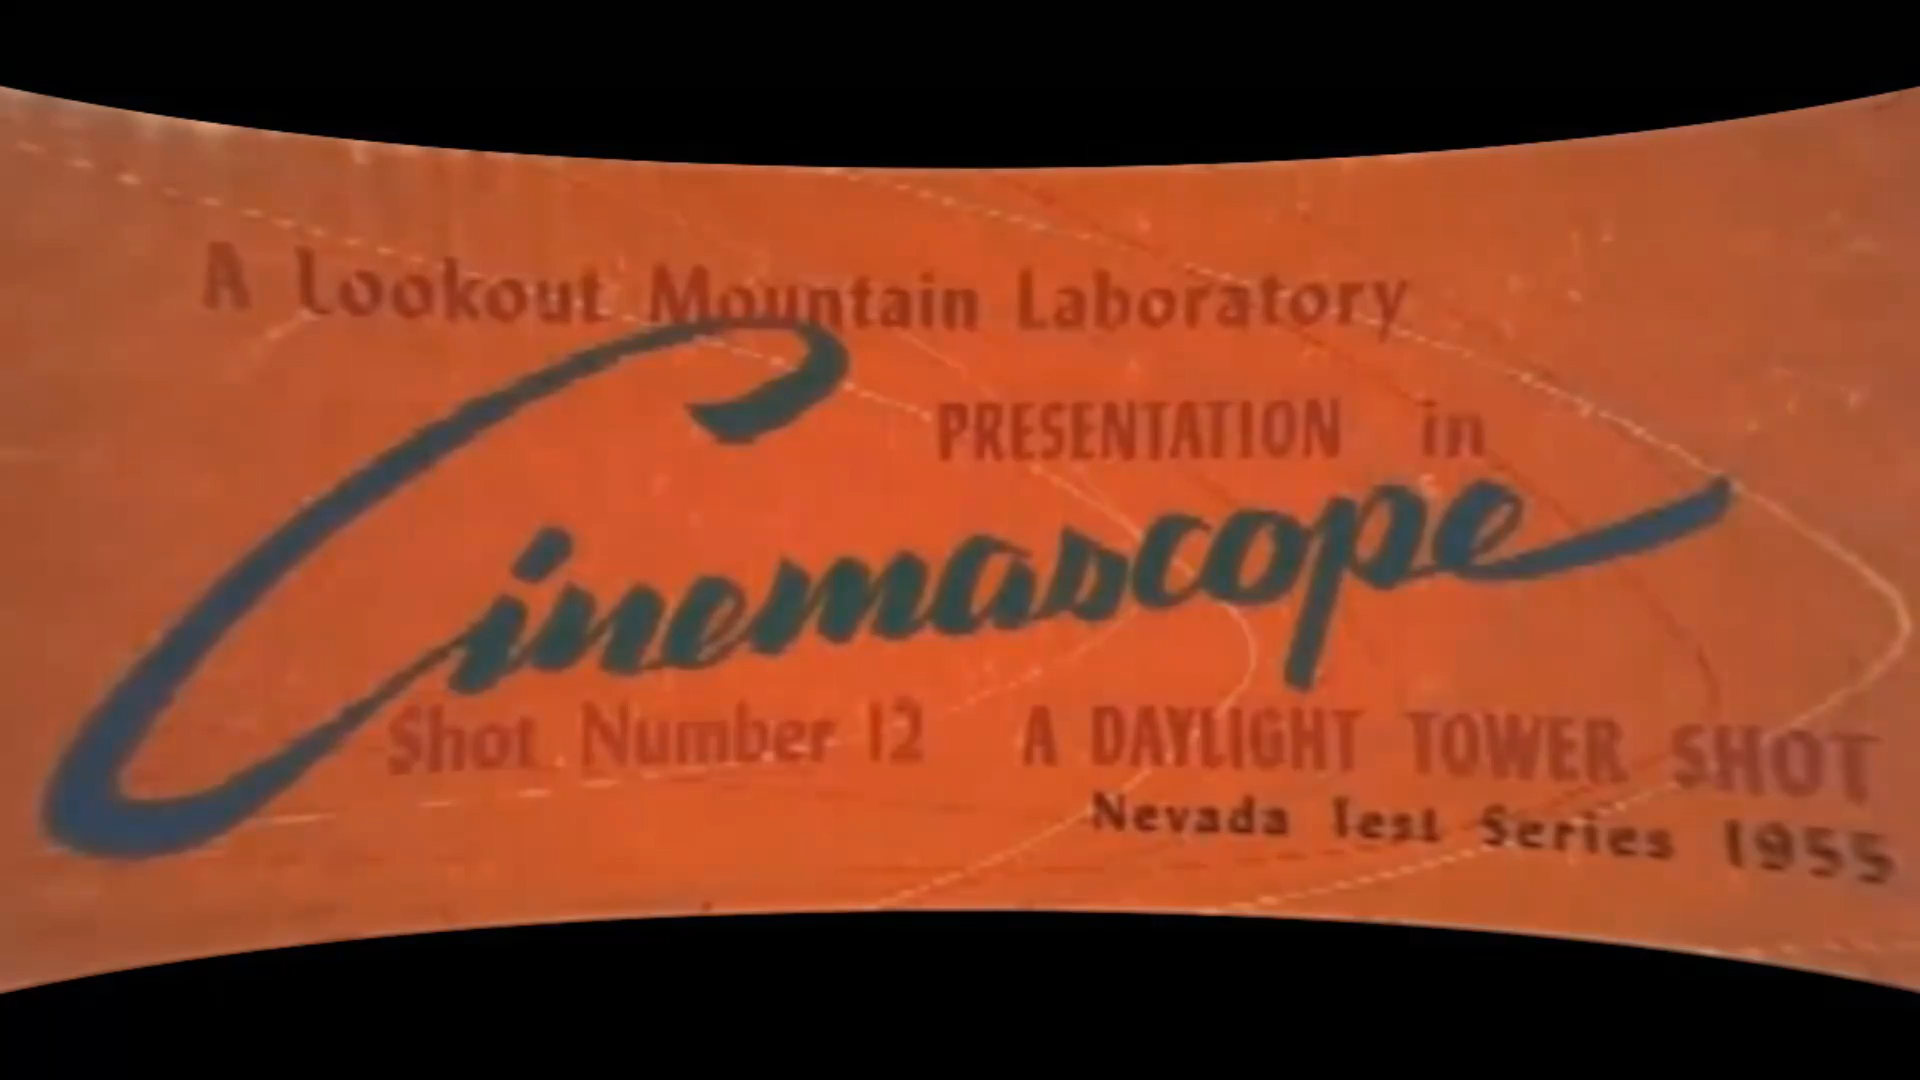 A Lookout Mountain Laboratory
PRESENTATION in
Cinemascope
Shot Number 12 A DAYLIGHT TOWER SHOT
Nevada Test Series 1955